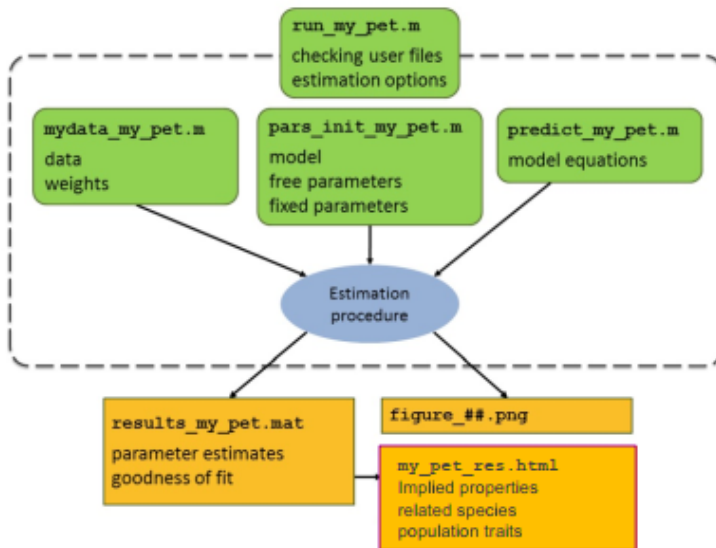 run_my_pet.m
checking user files
estimation options
mydata_my_pet.m
data
weights
pars_init_my_pet.m
model
free parameters
fixed parameters
predict_my_pet.m
model equations
Estimation
procedure
results_my_pet.mat
parameter estimates
goodness of fit
figure_##.png
my_pet_res.html
Implied properties
related species
population traits